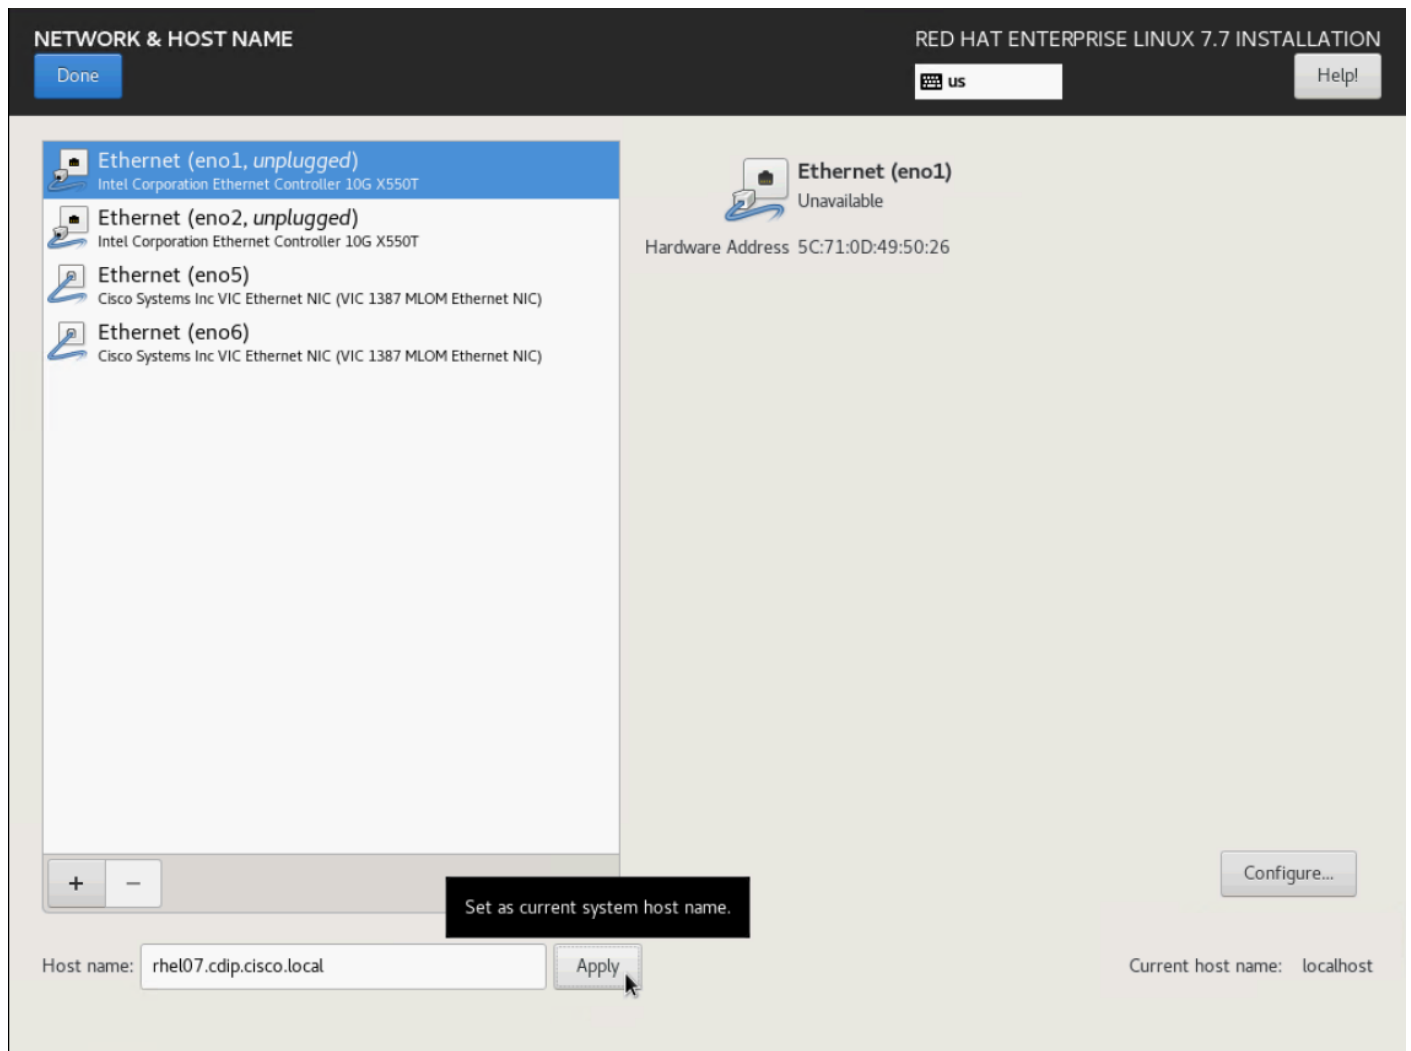 NETWORK & HOST NAME
RED HAT ENTERPRISE LINUX 7.7 INSTALLATION
Done
us
Help!
Ethernet (eno1, unplugged)
Intel Corporation Ethernet Controller 10G X550T
Ethernet (eno2, unplugged)
Intel Corporation Ethernet Controller 10G X550T
Ethernet (eno5)
Cisco Systems Inc VIC Ethernet NIC (VIC 1387 MLOM Ethernet NIC)
Ethernet (eno6)
Cisco Systems Inc VIC Ethernet NIC (VIC 1387 MLOM Ethernet NIC)
Ethernet (eno1)
Unavailable
Hardware Address 5C:71:0D:49:50:26
+ −
Configure...
Set as current system host name.
Host name: rhel07.cdip.cisco.local Apply
Current host name: localhost